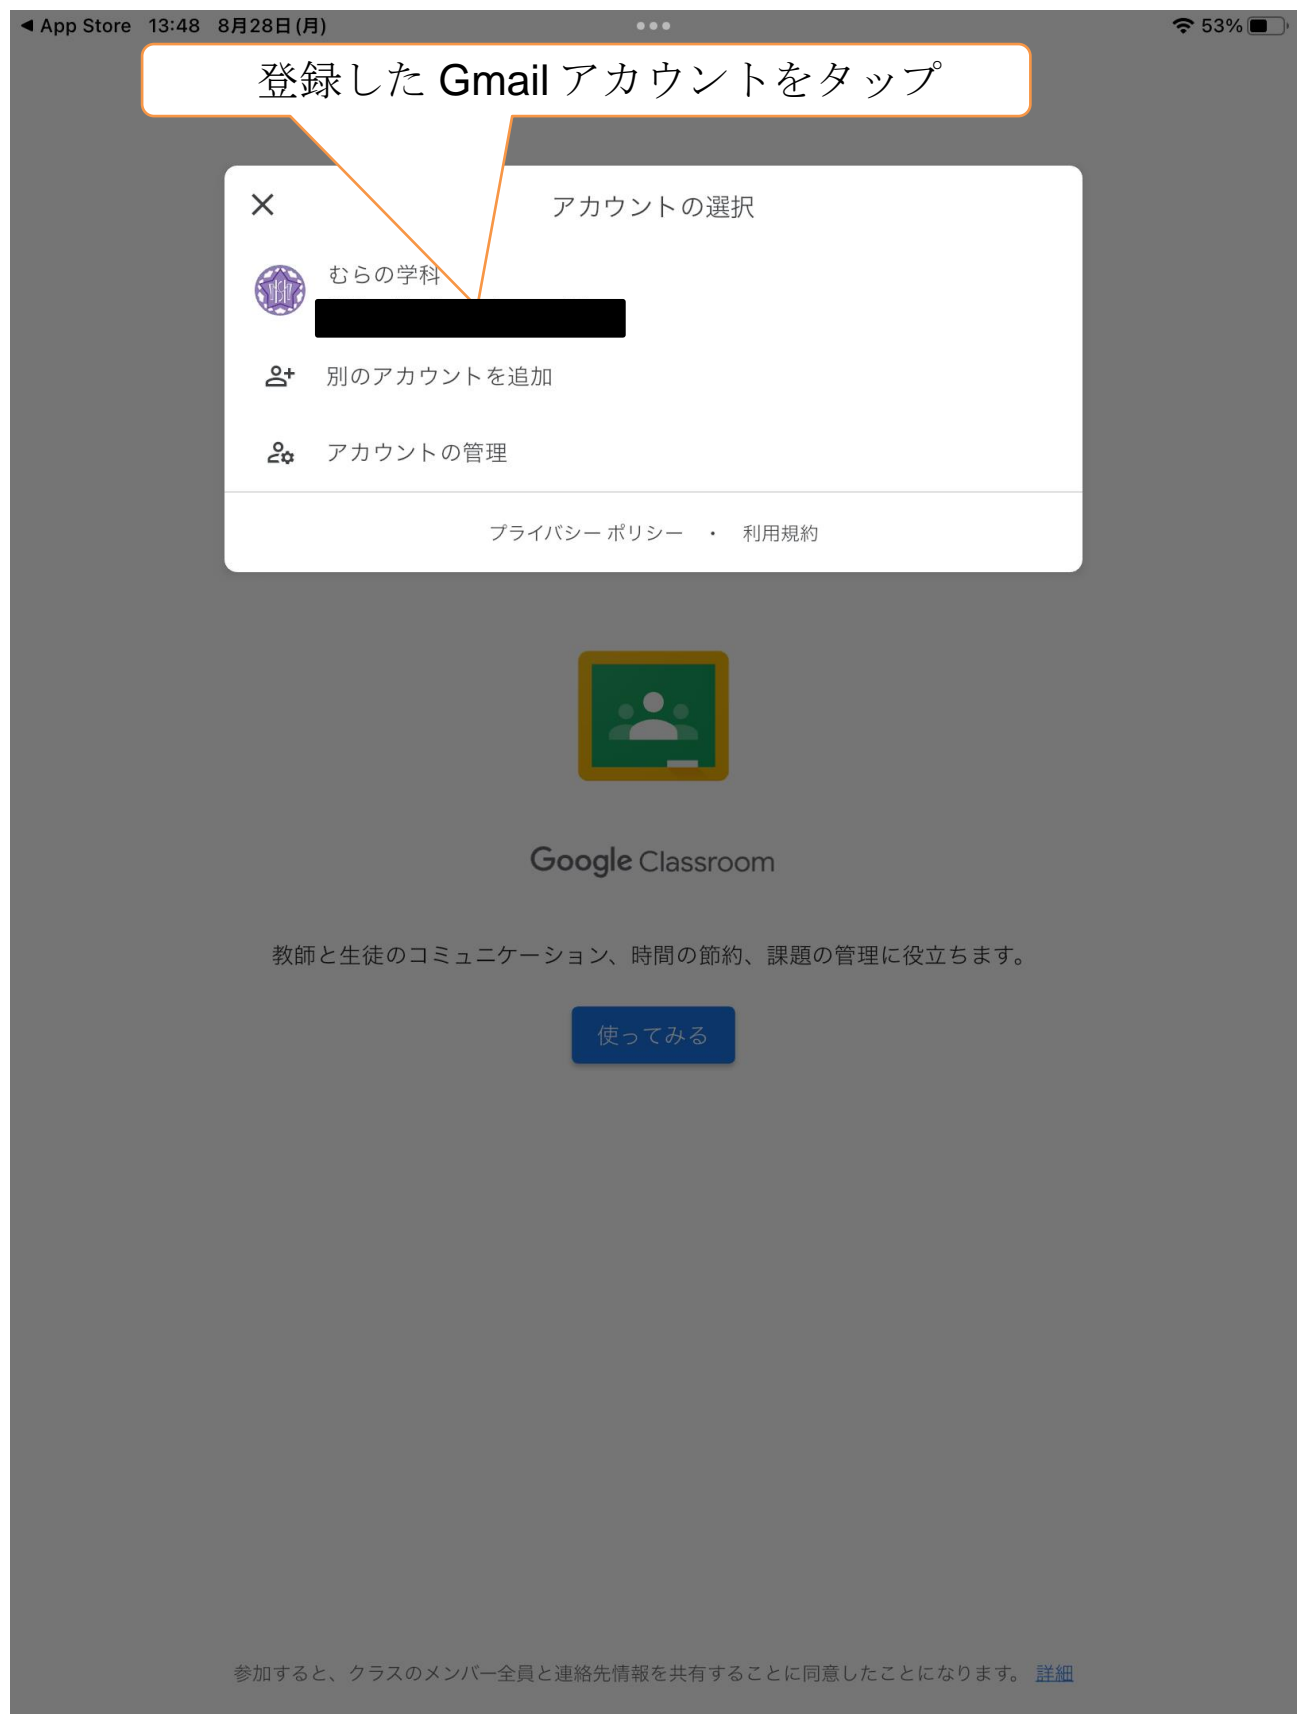 App Store 13:48 8月28日(月) 53%
登録した Gmail アカウントをタップ
アカウントの選択
むらの学科
別のアカウントを追加
アカウントの管理
プライバシー ポリシー ・ 利用規約
Google Classroom
教師と生徒のコミュニケーション、時間の節約、課題の管理に役立ちます。
使ってみる
参加すると、クラスのメンバー全員と連絡先情報を共有することに同意したことになります。 詳細